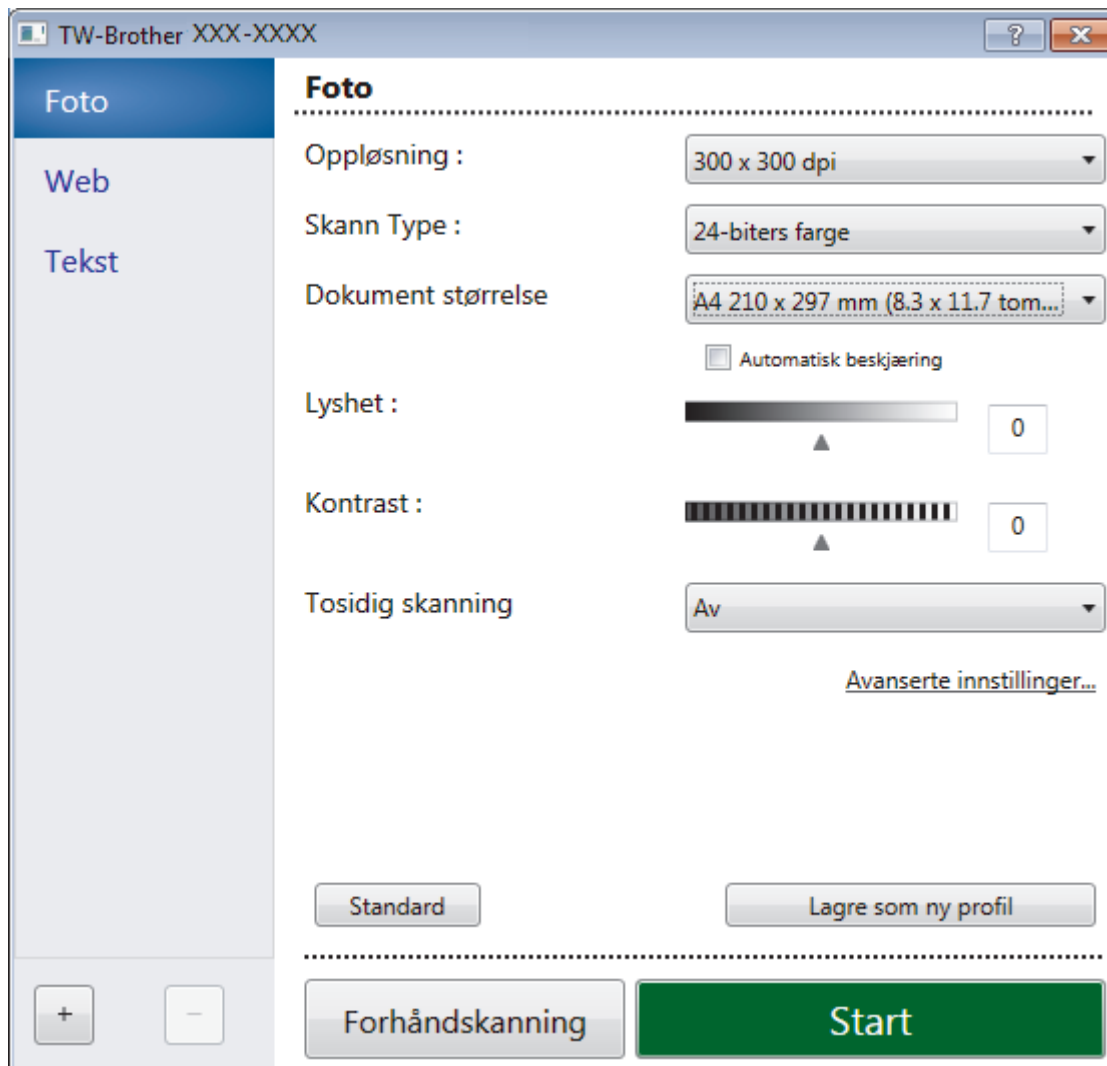 TW-Brother XXX-XXXX
?
Foto
Web
Tekst
Foto
Oppløsning :
300 x 300 dpi
Skann Type :
24-biters farge
Dokument størrelse
A4 210 x 297 mm (8.3 x 11.7 tom...
Automatisk beskjæring
Lyshet :
0
Kontrast :
0
Tosidig skanning
Av
Avanserte innstillinger...
Standard
Lagre som ny profil
+
−
Forhåndskanning
Start